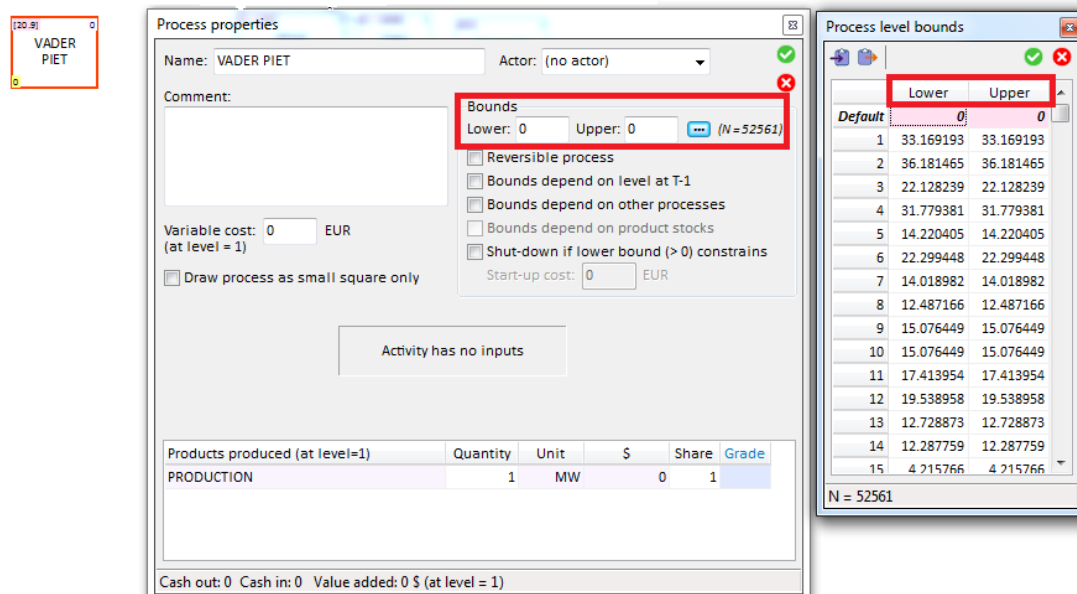 [20.9] 0
VADER
PIET
0
Process properties
Name: VADER PIET Actor: (no actor)
Comment:
Bounds
Lower: 0 Upper: 0 ... (N=52561)
Reversible process
Bounds depend on level at T-1
Bounds depend on other processes
Bounds depend on product stocks
Shut-down if lower bound (> 0) constrains
Start-up cost: 0 EUR
Variable cost: 0 EUR
(at level = 1)
Draw process as small square only
Activity has no inputs
Products produced (at level=1) Quantity Unit $ Share Grade
PRODUCTION 1 MW 0 1
Cash out: 0 Cash in: 0 Value added: 0 $ (at level = 1)
Process level bounds
Lower Upper
Default 0 0
1 33.169193 33.169193
2 36.181465 36.181465
3 22.128239 22.128239
4 31.779381 31.779381
5 14.220405 14.220405
6 22.299448 22.299448
7 14.018982 14.018982
8 12.487166 12.487166
9 15.076449 15.076449
10 15.076449 15.076449
11 17.413954 17.413954
12 19.538958 19.538958
13 12.728873 12.728873
14 12.287759 12.287759
15 4.215766 4.215766
N = 52561